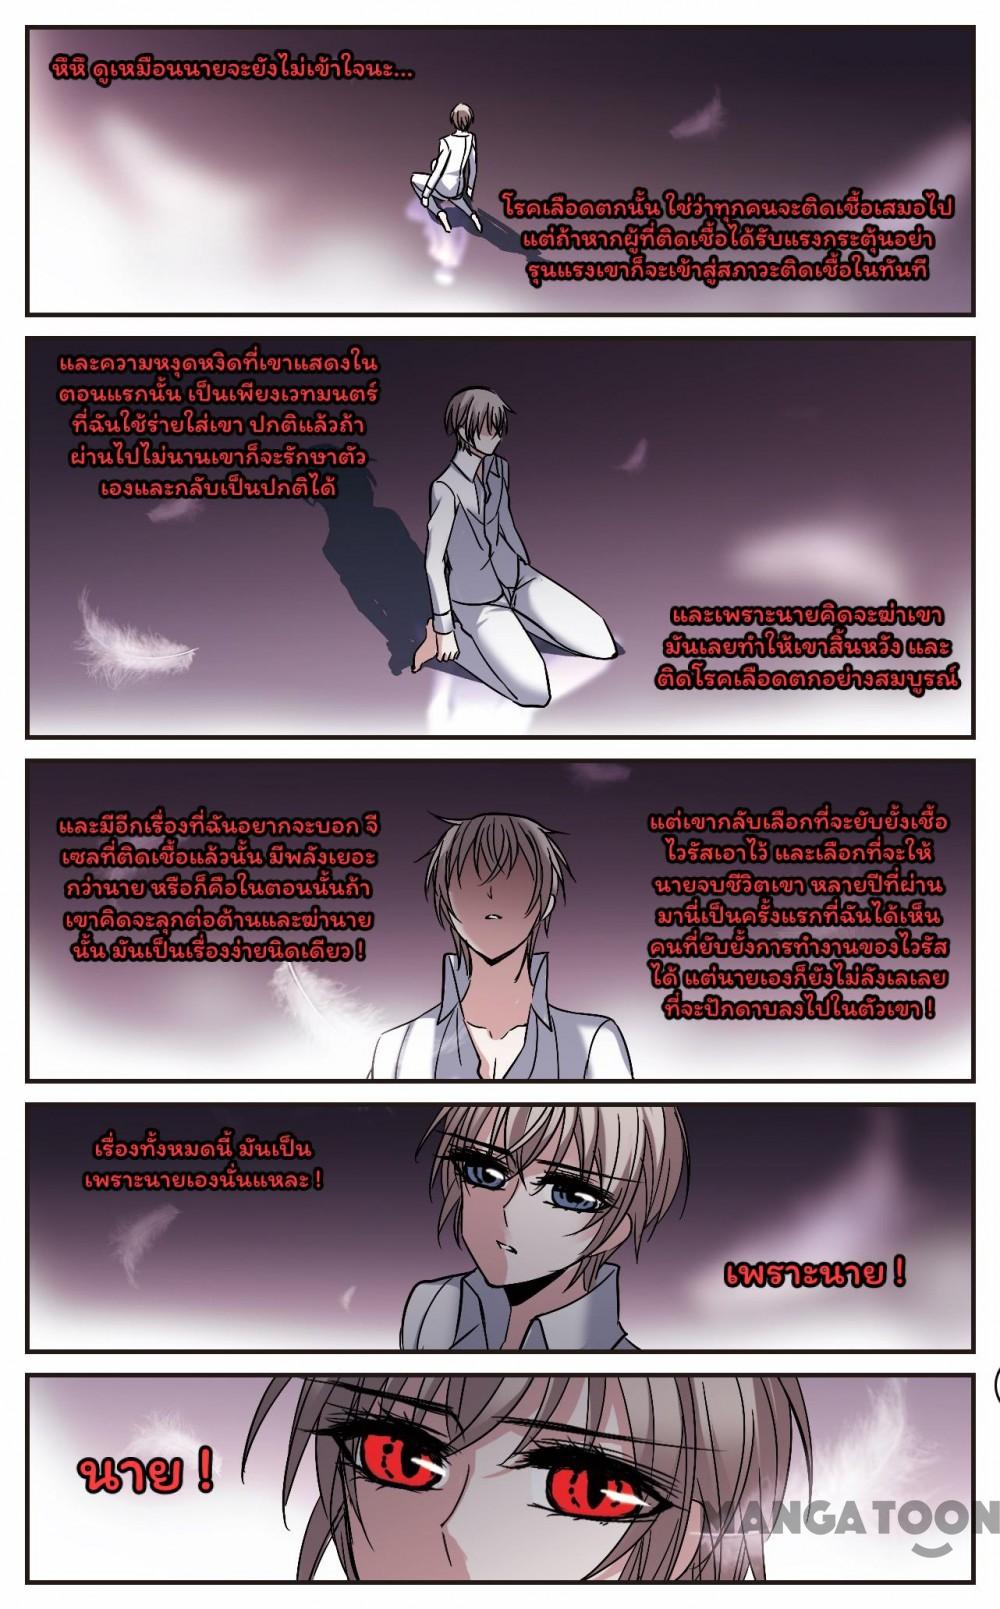 หึหึ ดูเหมือนนายจะยังไม่เข้าใจนะ...
โรคเลือดตกนั้น ใช่ว่าทุกคนจะติดเชื้อเสมอไป
แต่ถ้าหากผู้ที่ติดเชื้อได้รับแรงกระตุ้นอย่า
รุนแรงเขาก็จะเข้าสู่สภาวะติดเชื้อในทันที
และความหงุดหงิดที่เขาแสดงใน
ตอนแรกนั้น เป็นเพียงเวทมนตร์
ที่ฉันใช้ร่ายใส่เขา ปกติแล้วถ้า
ผ่านไปไม่นานเขาก็จะรักษาตัว
เองและกลับเป็นปกติได้
และเพราะนายคิดจะฆ่าเขา
มันเลยทำให้เขาสิ้นหวัง และ
ติดโรคเลือดตกอย่างสมบูรณ์
และมีอีกเรื่องที่ฉันอยากจะบอก จี
เซลที่ติดเชื้อแล้วนั้น มีพลังเยอะ
กว่านาย หรือก็คือในตอนนั้นถ้า
เขาคิดจะลุกต่อต้านและฆ่านาย
นั้น มันเป็นเรื่องง่ายนิดเดียว !
แต่เขากลับเลือกที่จะยับยั้งเชื้อ
ไวรัสเอาไว้ และเลือกที่จะให้
นายจบชีวิตเขา หลายปีที่ผ่าน
มานี่เป็นครั้งแรกที่ฉันได้เห็น
คนที่ยับยั้งการทำงานของไวรัส
ได้ แต่นายเองก็ยังไม่ลังเลเลย
ที่จะปักดาบลงไปในตัวเขา !
เรื่องทั้งหมดนี้ มันเป็น
เพราะนายเองนั่นแหละ !
เพราะนาย !
นาย !
MANGATOON